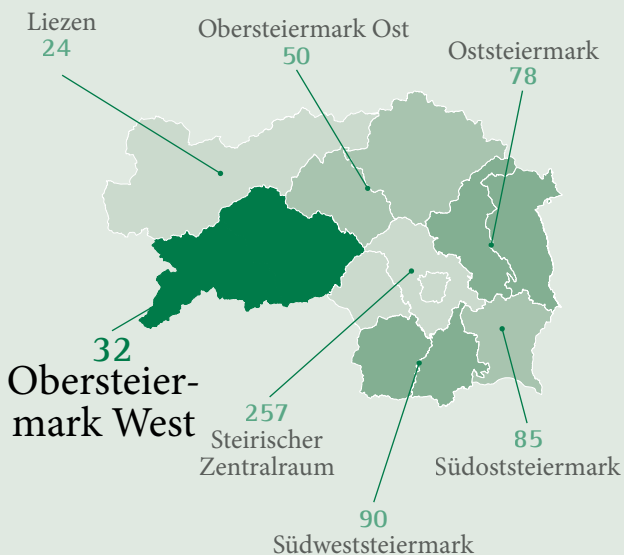 Liezen
24
Obersteiermark Ost
50
Oststeiermark
78
32
Obersteier-
mark West
257
Steirischer
Zentralraum
85
Südoststeiermark
90
Südweststeiermark